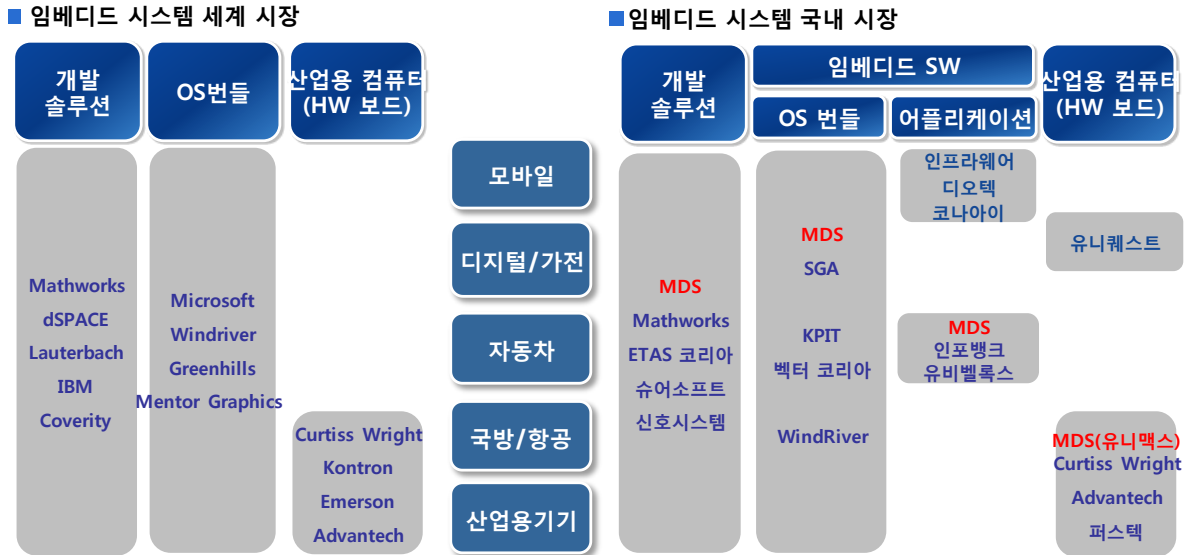 임베디드 시스템 세계 시장
개발
솔루션
OS번들
산업용 컴퓨터
(HW 보드)
Mathworks
dSPACE
Lauterbach
IBM
Coverity
Microsoft
Windriver
Greenhills
Mentor Graphics
Curtiss Wright
Kontron
Emerson
Advantech
모바일
디지털/가전
자동차
국방/항공
산업용기기
임베디드 시스템 국내 시장
개발
솔루션
임베디드 SW
OS 번들
어플리케이션
산업용 컴퓨터
(HW 보드)
MDS
Mathworks
ETAS 코리아
슈어소프트
신호시스템
MDS
SGA
KPIT
벡터 코리아
WindRiver
인프라웨어
디오텍
코나아이
MDS
인포뱅크
유비벨록스
유니퀘스트
MDS(유니맥스)
Curtiss Wright
Advantech
퍼스텍